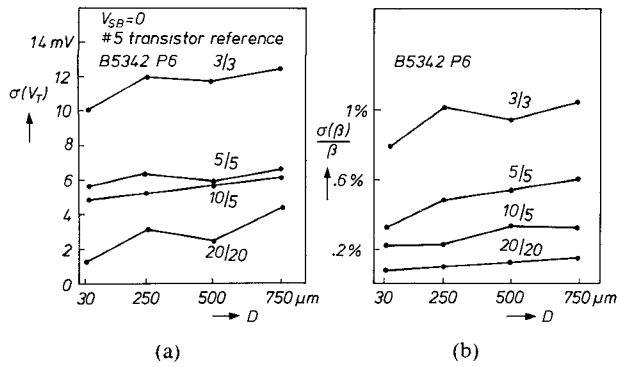 V_SB=0
#5 transistor reference
B5342 P6
14 mV
12
10
8
6
4
2
0
σ(V_T)
3/3
5/5
10/5
20/20
30
250
500
750 μm
D
(a)
B5342 P6
1%
.6%
.2%
σ(β)
β
3/3
5/5
10/5
20/20
30
250
500
750 μm
D
(b)